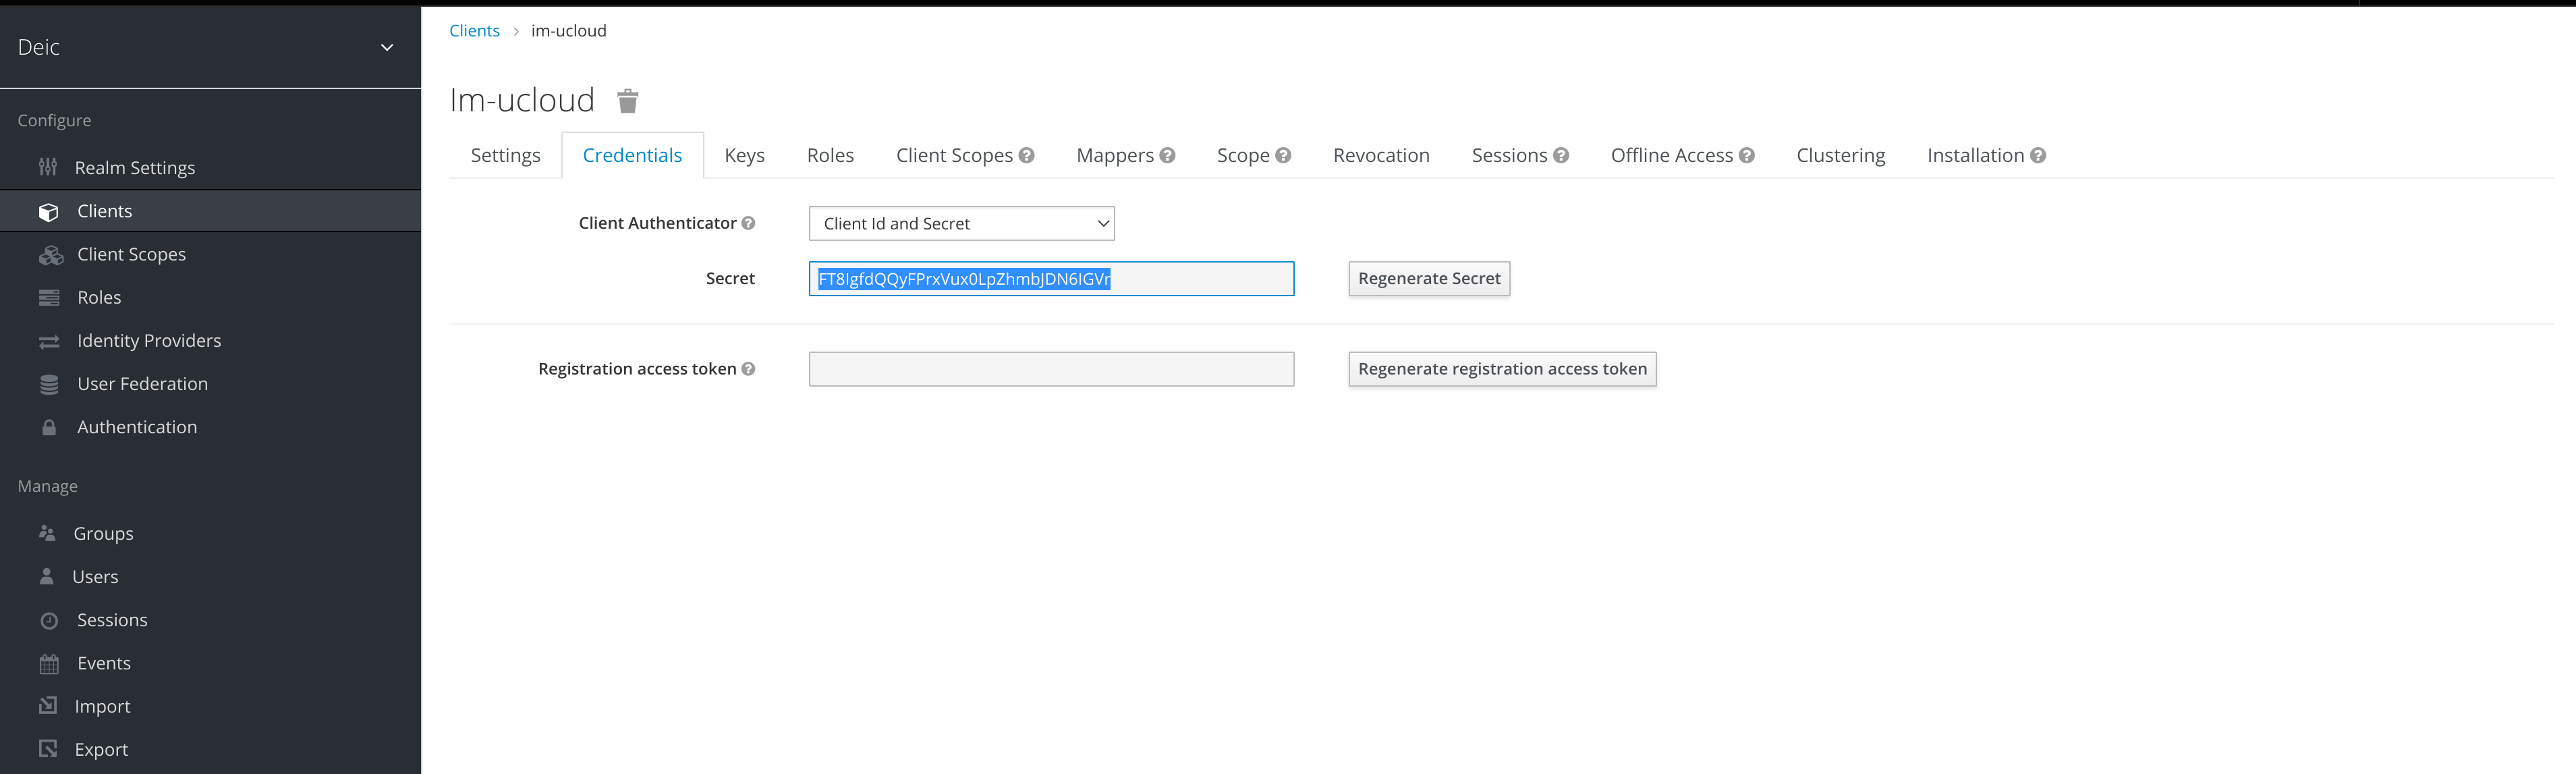 Deic
Configure
Realm Settings
Clients
Client Scopes
Roles
Identity Providers
User Federation
Authentication
Manage
Groups
Users
Sessions
Events
Import
Export
Clients > im-ucloud
Im-ucloud
Settings Credentials Keys Roles Client Scopes Mappers Scope Revocation Sessions Offline Access Clustering Installation
Client Authenticator Client Id and Secret
Secret FT8IgfdQQyFPrxVux0LpZhmbJDN6IGVr Regenerate Secret
Registration access token Regenerate registration access token